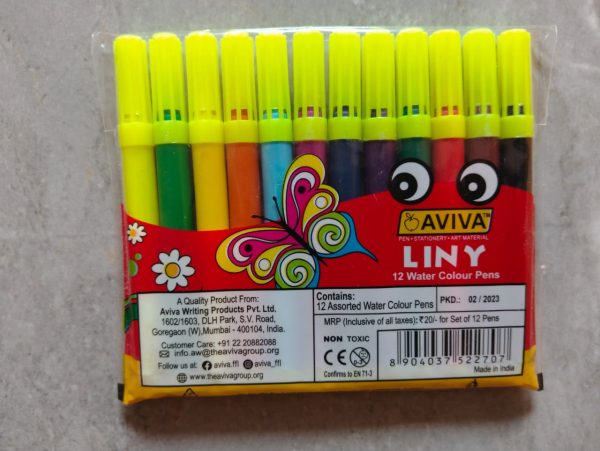 AVIVA™
PEN • STATIONERY • ART MATERIAL
LINY
12 Water Colour Pens
A Quality Product From:
Aviva Writing Products Pvt. Ltd.
1602/1603, DLH Park, S.V. Road,
Goregaon (W),Mumbai - 400104, India.
Customer Care: +91 22 20882088
info.aw@theavivagroup.org
Follow us at: aviva.ffl aviva_ffl
www.theavivagroup.org
Contains:
12 Assorted Water Colour Pens
PKD.: 02 / 2023
MRP (Inclusive of all taxes): ₹20/- for Set of 12 Pens
NON TOXIC
0-3
CE
Confirms to EN 71-3
8 904037 522707
Made in India